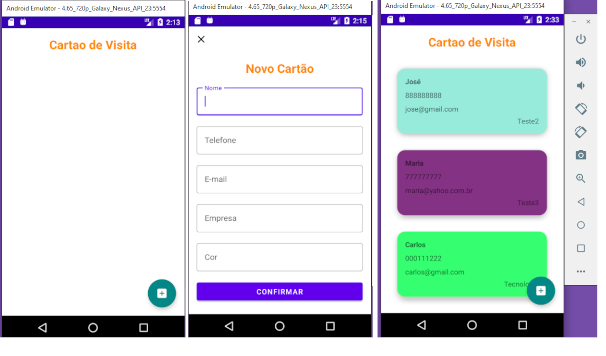 Android Emulator - 4.65_720p_Galaxy_Nexus_API_23:5554
2:13
Cartao de Visita
Android Emulator - 4.65_720p_Galaxy_Nexus_API_23:5554
2:15
Novo Cartão
Nome
Telefone
E-mail
Empresa
Cor
CONFIRMAR
Android Emulator - 4.65_720p_Galaxy_Nexus_API_23:5554
2:33
Cartao de Visita
José
888888888
jose@gmail.com
Teste2
Maria
777777777
maria@yahoo.com.br
Teste3
Carlos
000111222
carlos@gmail.com
Tecnolo